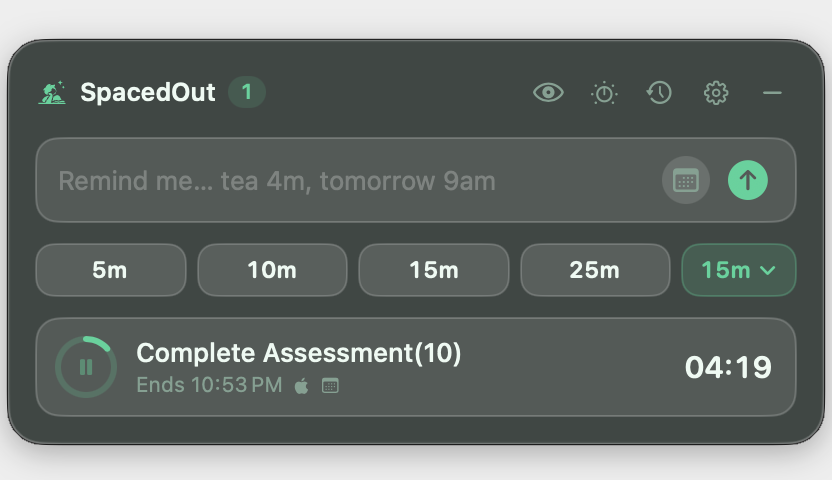 SpacedOut 1
Remind me... tea 4m, tomorrow 9am
5m 10m 15m 25m 15m
Complete Assessment(10)
Ends 10:53 PM
04:19